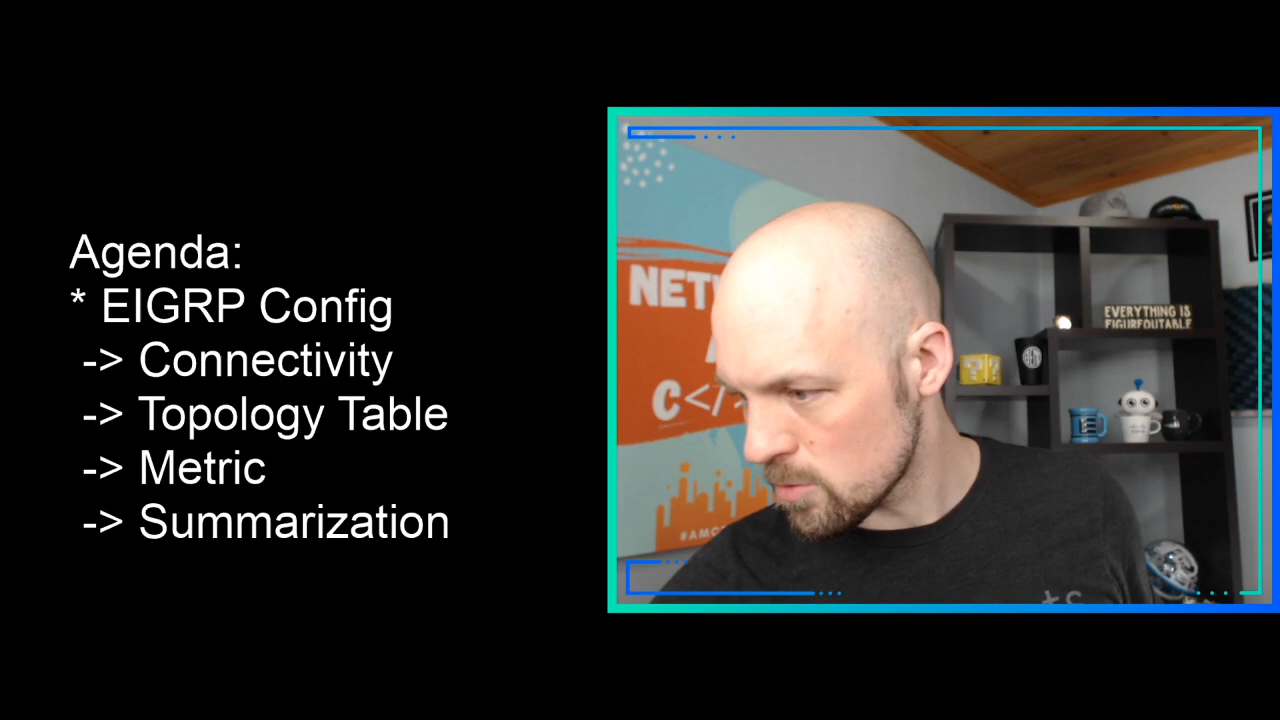 Agenda:
* EIGRP Config
-> Connectivity
-> Topology Table
-> Metric
-> Summarization
EVERYTHING IS
FIGUREOUTABLE
C</>